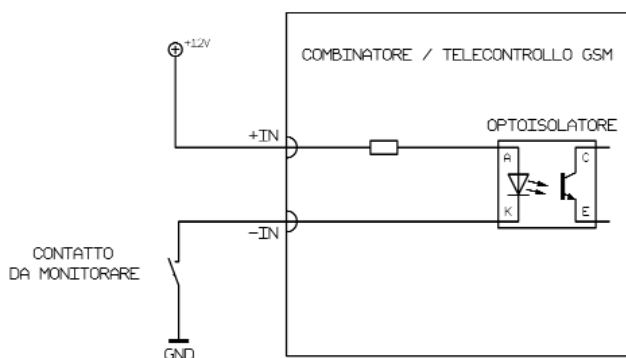 +12V
COMBINATORE / TELECONTROLLO GSM
OPTOISOLATORE
+IN
A
C
K
E
-IN
CONTATTO
DA MONITORARE
GND